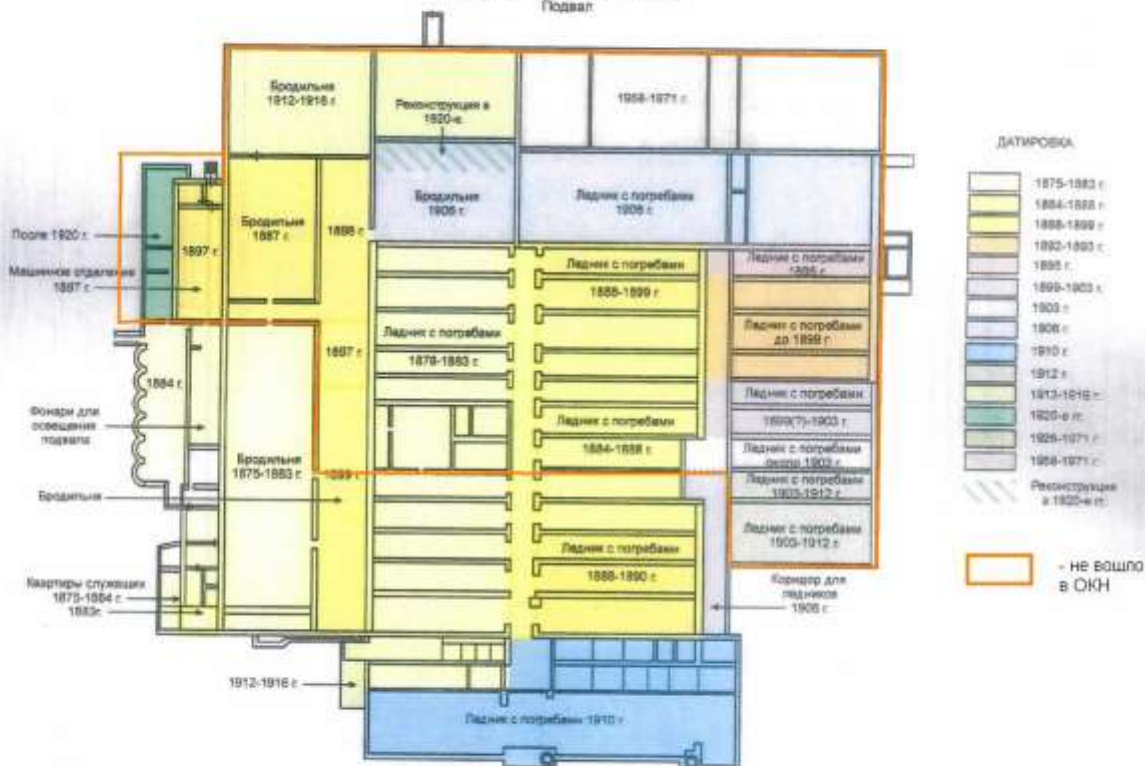 Подвал
Бродильня
1912-1916 г.
Реконструкция в
1920-е.
1958-1971 г.
Бродильня
1906 г.
Ледник с погребами
1906 г.
После 1920 г.
1897 г.
Машинное отделение
1897 г.
Бродильня
1887 г.
1898 г.
Ледник с погребами
1888-1899 г
Ледник с погребами
1895 г.
Ледник с погребами
до 1899 г.
Ледник с погребами
1878-1883 г.
1897 г.
1884 г.
Фонари для
освещения
подвала
Ледник с погребами
1884-1888 г.
Ледник с погребами
1899(?)-1903 г.
Ледник с погребами
около 1903 г.
Ледник с погребами
1903-1912 г.
Ледник с погребами
1903-1912 г.
Бродильня
1875-1883 г.
Бродильня
Ледник с погребами
1888-1890 г.
Квартиры служащих
1875-1884 г.
1883г.
Коридор для
ледников
1906 г.
1912-1916 г.
Ледник с погребами 1910 г
ДАТИРОВКА
1875-1883 г.
1884-1888 г.
1888-1899 г.
1892-1893 г.
1895 г.
1899-1903 г.
1903 г.
1906 г.
1910 г.
1912 г.
1912-1916 г.
1920-е гг.
1926-1971 г.
1958-1971 г.
Реконструкция
в 1920-е гг.
- не вошло
в ОКН